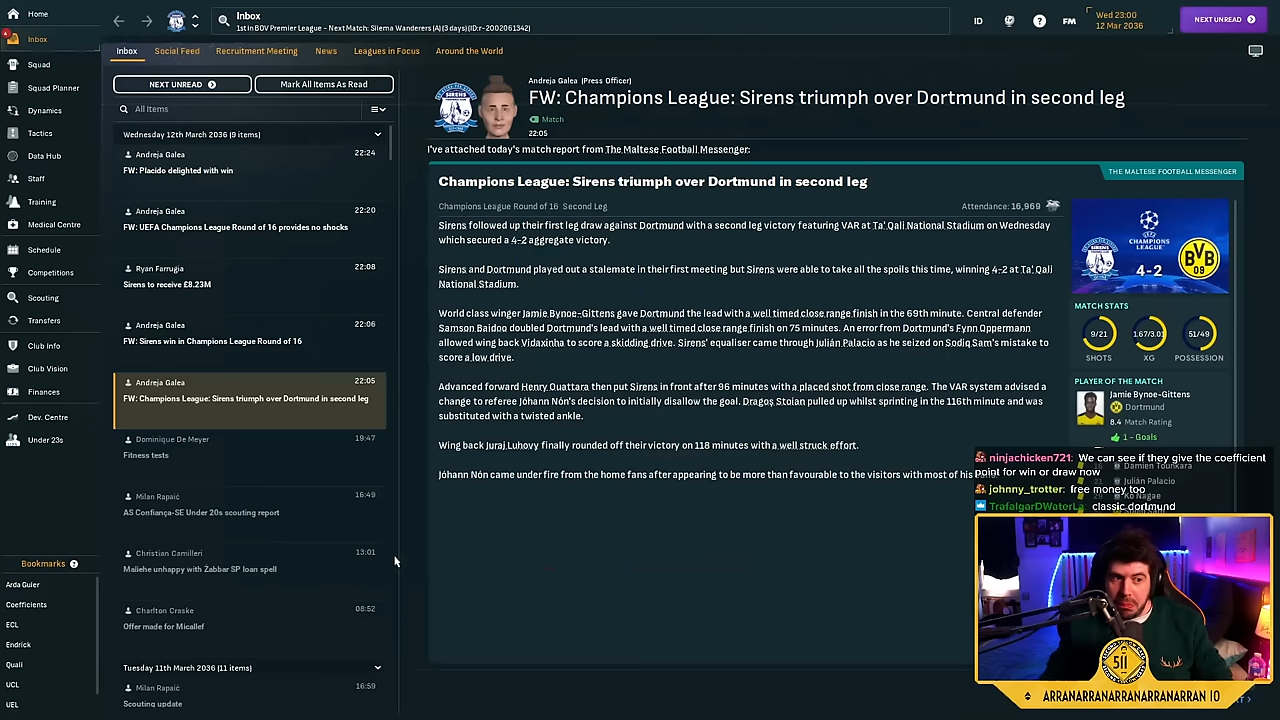 Home
Inbox
Squad
Squad Planner
Dynamics
Tactics
Data Hub
Staff
Training
Medical Centre
Schedule
Competitions
Scouting
Transfers
Club Info
Club Vision
Finances
Dev. Centre
Under 23s
Bookmarks
Arda Guler
Coefficients
ECL
Endrick
Quali
UCL
UEL
Inbox
1st in BOV Premier League - Next Match: Sliema Wanderers (A) (3 days) (ID:r-2002061342)
ID
FM
Wed 23:00
12 Mar 2036
NEXT UNREAD
Inbox
Social Feed
Recruitment Meeting
News
Leagues in Focus
Around the World
NEXT UNREAD
Mark All Items As Read
All Items
Wednesday 12th March 2036 (9 items)
Andreja Galea
22:24
FW: Placido delighted with win
Andreja Galea
22:20
FW: UEFA Champions League Round of 16 provides no shocks
Ryan Farrugia
22:08
Sirens to receive £8.23M
Andreja Galea
22:06
FW: Sirens win in Champions League Round of 16
Andreja Galea
22:05
FW: Champions League: Sirens triumph over Dortmund in second leg
Dominique De Meyer
19:47
Fitness tests
Milan Rapaić
16:49
AS Confiança-SE Under 20s scouting report
Christian Camilleri
13:01
Maliehe unhappy with Żabbar SP loan spell
Charlton Craske
08:52
Offer made for Micallef
Tuesday 11th March 2036 (11 items)
Milan Rapaić
16:59
Scouting update
Andreja Galea (Press Officer)
FW: Champions League: Sirens triumph over Dortmund in second leg
Match
22:05
I've attached today's match report from The Maltese Football Messenger:
THE MALTESE FOOTBALL MESSENGER
Champions League: Sirens triumph over Dortmund in second leg
Champions League Round of 16 Second Leg
Attendance: 16,969
Sirens followed up their first leg draw against Dortmund with a second leg victory featuring VAR at Ta' Qali National Stadium on Wednesday
which secured a 4-2 aggregate victory.
Sirens and Dortmund played out a stalemate in their first meeting but Sirens were able to take all the spoils this time, winning 4-2 at Ta' Qali
National Stadium.
World class winger Jamie Bynoe-Gittens gave Dortmund the lead with a well timed close range finish in the 69th minute. Central defender
Samson Baidoo doubled Dortmund's lead with a well timed close range finish on 75 minutes. An error from Dortmund's Fynn Oppermann
allowed wing back Vidaxinha to score a skidding drive. Sirens' equaliser came through Julián Palacio as he seized on Sodiq Sam's mistake to
score a low drive.
Advanced forward Henry Ouattara then put Sirens in front after 96 minutes with a placed shot from close range. The VAR system advised a
change to referee Jóhann Nón's decision to initially disallow the goal. Dragoș Stoian pulled up whilst sprinting in the 116th minute and was
substituted with a twisted ankle.
Wing back Juraj Luhovy finally rounded off their victory on 118 minutes with a well struck effort.
Jóhann Nón came under fire from the home fans after appearing to be more than favourable to the visitors with most of his
CHAMPIONS
LEAGUE
4-2
BVB
09
MATCH STATS
9/21
1.67/3.01
51/49
SHOTS
XG
POSSESSION
PLAYER OF THE MATCH
Jamie Bynoe-Gittens
Dortmund
8.4 Match Rating
1 - Goals
Damien Tounkara
Julián Palacio
Ko Nagae
ninjachicken721: We can see if they give the coefficient
point for win or draw now
johnny_trotter: free money too
classic dortmund
511
ARRANARRANARRANARRANARRAN 10